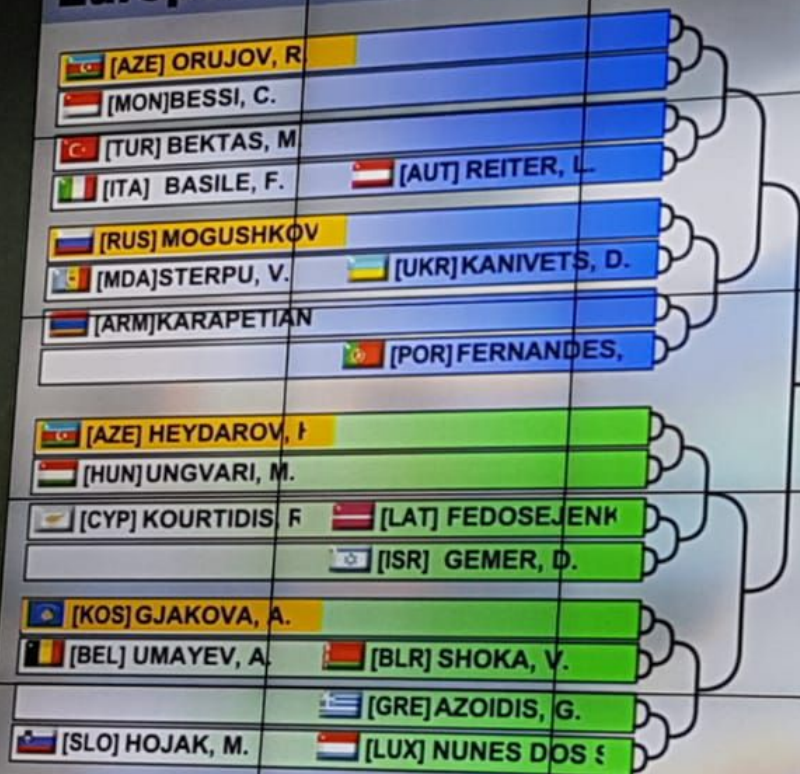 [AZE] ORUJOV, R
[MON]BESSI, C.
[TUR] BEKTAS, M
[ITA] BASILE, F. [AUT] REITER, L.
[RUS] MOGUSHKOV
[MDA]STERPU, V. [UKR] KANIVETS, D.
[ARM]KARAPETIAN
[POR] FERNANDES,
[AZE] HEYDAROV,
[HUN] UNGVARI, M.
[CYP] KOURTIDIS, [LAT] FEDOSEJENK
[ISR] GEMER, D.
[KOS] GJAKOVA, A.
[BEL] UMAYEV, A. [BLR] SHOKA, V.
[GRE] AZOIDIS, G.
[SLO] HOJAK, M. [LUX] NUNES DOS S